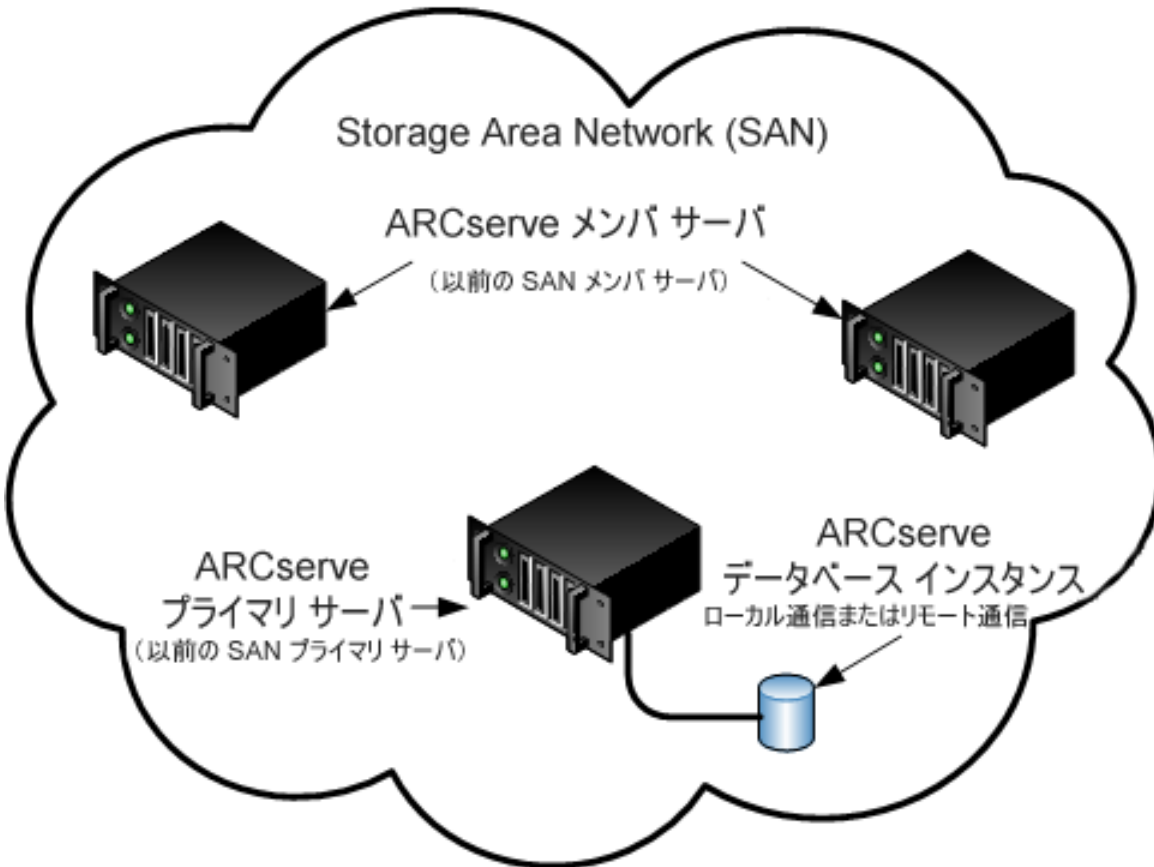 Storage Area Network (SAN)
ARCserve メンバ サーバ
（以前の SAN メンバ サーバ）
ARCserve
プライマリ サーバ
（以前の SAN プライマリ サーバ）
ARCserve
データベース インスタンス
ローカル通信またはリモート通信